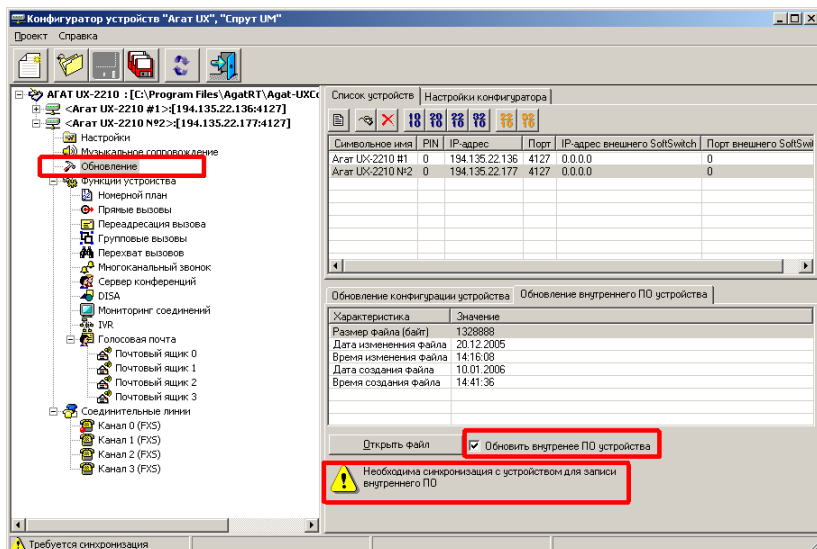 Конфигуратор устройств "Агат UX", "Спрут UM"
Проект Справка
АГАТ UX-2210 :[C:\Program Files\AgatRT\Agat-UXCo
<Агат UX-2210 #1>:[194.135.22.136:4127]
<Агат UX-2210 №2>:[194.135.22.177:4127]
Настройки
Музыкальное сопровождение
Обновление
Функции устройства
Номерной план
Прямые вызовы
Переадресация вызова
Групповые вызовы
Перехват вызовов
Многоканальный звонок
Сервер конференций
DISA
Мониторинг соединений
IVR
Голосовая почта
Почтовый ящик 0
Почтовый ящик 1
Почтовый ящик 2
Почтовый ящик 3
Соединительные линии
Канал 0 (FXS)
Канал 1 (FXS)
Канал 2 (FXS)
Канал 3 (FXS)
Список устройств Настройки конфигуратора
Символьное имя PIN IP-адрес Порт IP-адрес внешнего SoftSwitch Порт внешнего SoftSwi
Агат UX-2210 #1 0 194.135.22.136 4127 0.0.0.0 0
Агат UX-2210 №2 0 194.135.22.177 4127 0.0.0.0 0
Обновление конфигурации устройства Обновление внутреннего ПО устройства
Характеристика Значение
Размер файла (байт) 1328888
Дата изменения файла 20.12.2005
Время изменения файла 14:16:08
Дата создания файла 10.01.2006
Время создания файла 14:41:36
Открыть файл Обновить внутренее ПО устройства
Необходима синхронизация с устройством для записи
внутреннего ПО
Требуется синхронизация